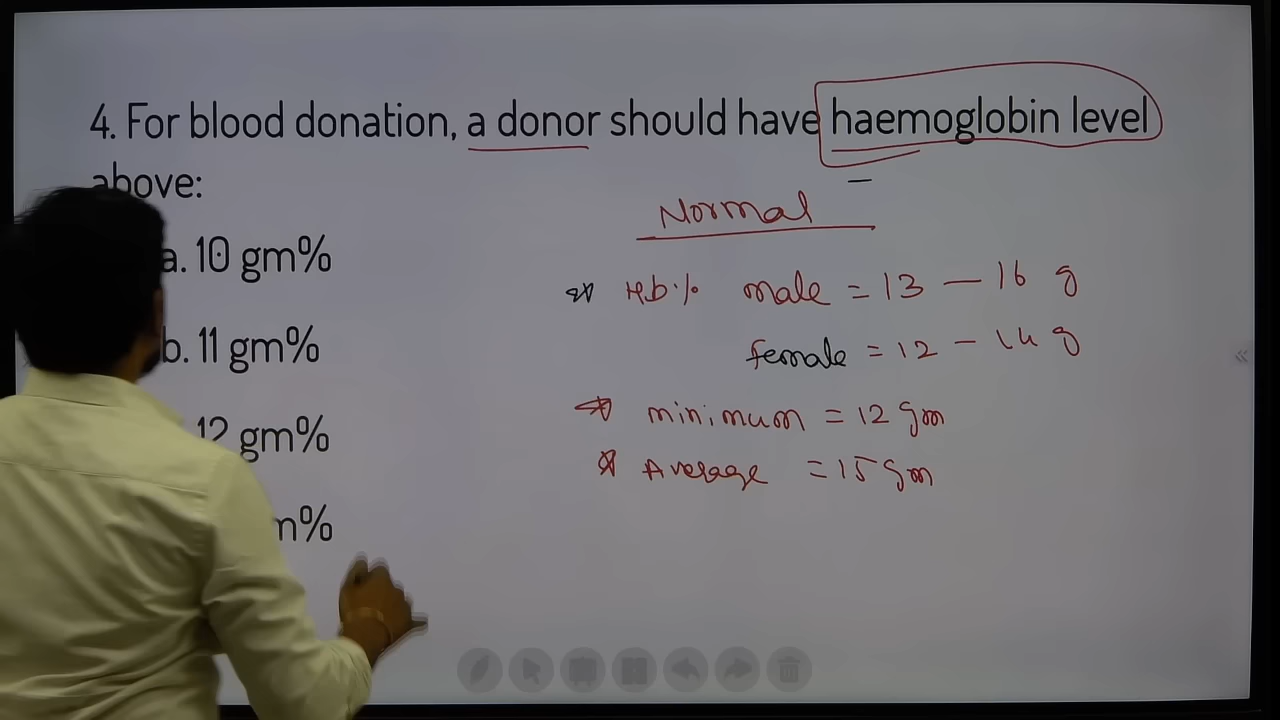 4. For blood donation, a donor should have haemoglobin level
above:
a. 10 gm%
b. 11 gm%
12 gm%
m%
Normal
H.b.% male = 13 — 16 g
female = 12 – 14 g
minimum = 12 gm
Average = 15 gm